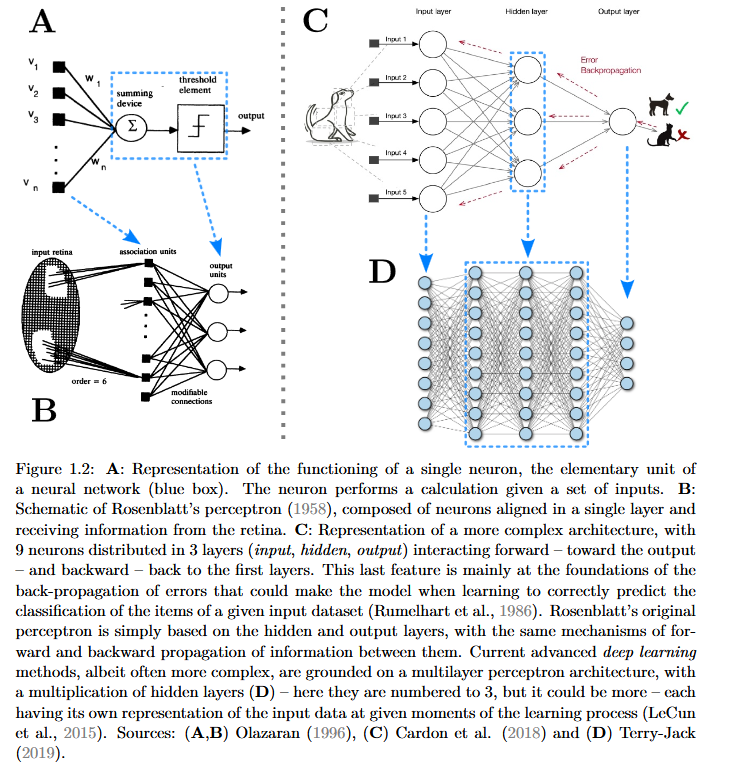 A
V1
V2
V3
Vn
W1
Wn
summing
device
Σ
threshold
element
output
input retina
association units
output
units
order = 6
modifiable
connections
B
C
Input layer
Hidden layer
Output layer
Input 1
Input 2
Input 3
Input 4
Input 5
Error
Backpropagation
D
Figure 1.2: A: Representation of the functioning of a single neuron, the elementary unit of
a neural network (blue box). The neuron performs a calculation given a set of inputs. B:
Schematic of Rosenblatt's perceptron (1958), composed of neurons aligned in a single layer and
receiving information from the retina. C: Representation of a more complex architecture, with
9 neurons distributed in 3 layers (input, hidden, output) interacting forward – toward the output
– and backward – back to the first layers. This last feature is mainly at the foundations of the
back-propagation of errors that could make the model when learning to correctly predict the
classification of the items of a given input dataset (Rumelhart et al., 1986). Rosenblatt's original
perceptron is simply based on the hidden and output layers, with the same mechanisms of for-
ward and backward propagation of information between them. Current advanced deep learning
methods, albeit often more complex, are grounded on a multilayer perceptron architecture, with
a multiplication of hidden layers (D) – here they are numbered to 3, but it could be more – each
having its own representation of the input data at given moments of the learning process (LeCun
et al., 2015). Sources: (A,B) Olazaran (1996), (C) Cardon et al. (2018) and (D) Terry-Jack
(2019).